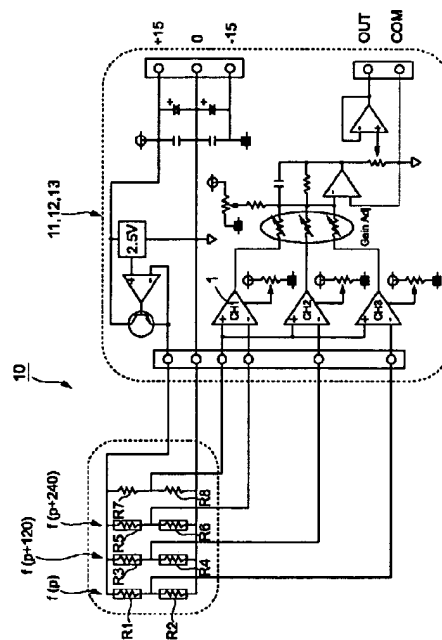 10
11,12,13
+15
0
-15
2.5V
f (p)
f (p+120)
f (p+240)
R1
R2
R3
R4
R5
R6
R7
R8
1
CH1
CH2
CH3
Gain Adj
OUT
COM